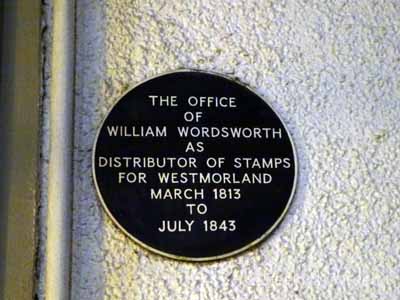 THE OFFICE
OF
WILLIAM WORDSWORTH
AS
DISTRIBUTOR OF STAMPS
FOR WESTMORLAND
MARCH 1813
TO
JULY 1843